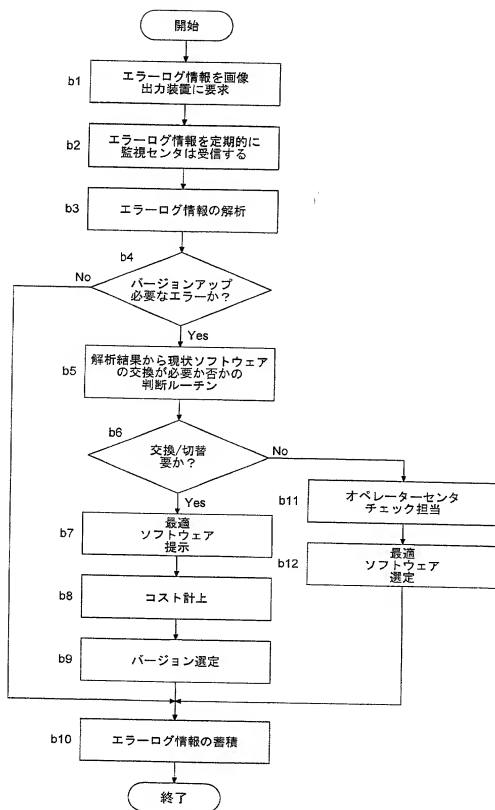 開始
b1
エラーログ情報を画像
出力装置に要求
b2
エラーログ情報を定期的に
監視センタは受信する
b3
エラーログ情報の解析
b4
No
バージョンアップ
必要なエラーか?
Yes
b5
解析結果から現状ソフトウェア
の交換が必要か否かの
判断ルーチン
b6
交換/切替
要か?
No
Yes
b11
オペレーターセンタ
チェック担当
b7
最適
ソフトウェア
提示
b12
最適
ソフトウェア
選定
b8
コスト計上
b9
バージョン選定
b10
エラーログ情報の蓄積
終了